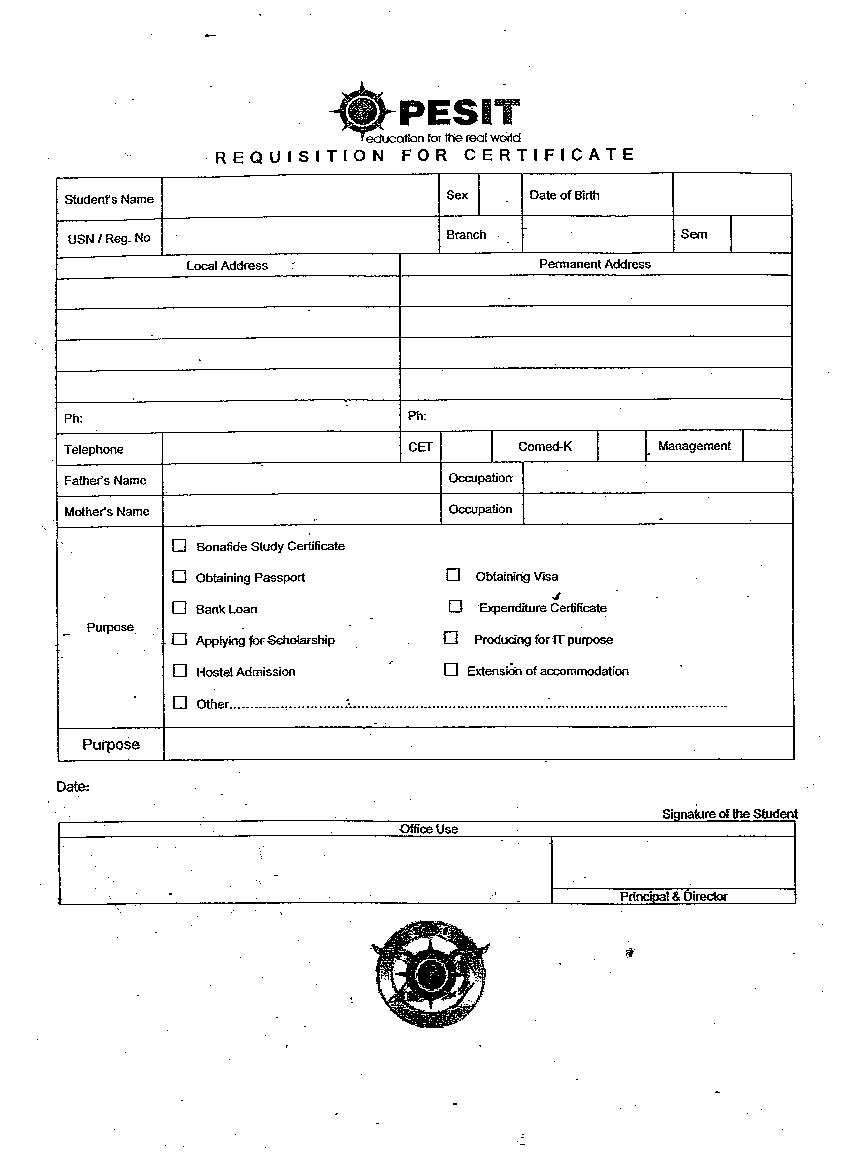 PESIT
education for the real world
REQUISITION FOR CERTIFICATE
Student's Name Sex Date of Birth
USN / Reg. No Branch Sem
Local Address Permanent Address
Ph: Ph:
Telephone CET Comed-K Management
Father's Name Occupation
Mother's Name Occupation
Bonafide Study Certificate
Obtaining Passport Obtaining Visa
Bank Loan Expenditure Certificate
Purpose
Applying for Scholarship Producing for IT purpose
Hostel Admission Extension of accommodation
Other..............................................................................................................
Purpose
Date:
Signature of the Student
Office Use
Principal & Director